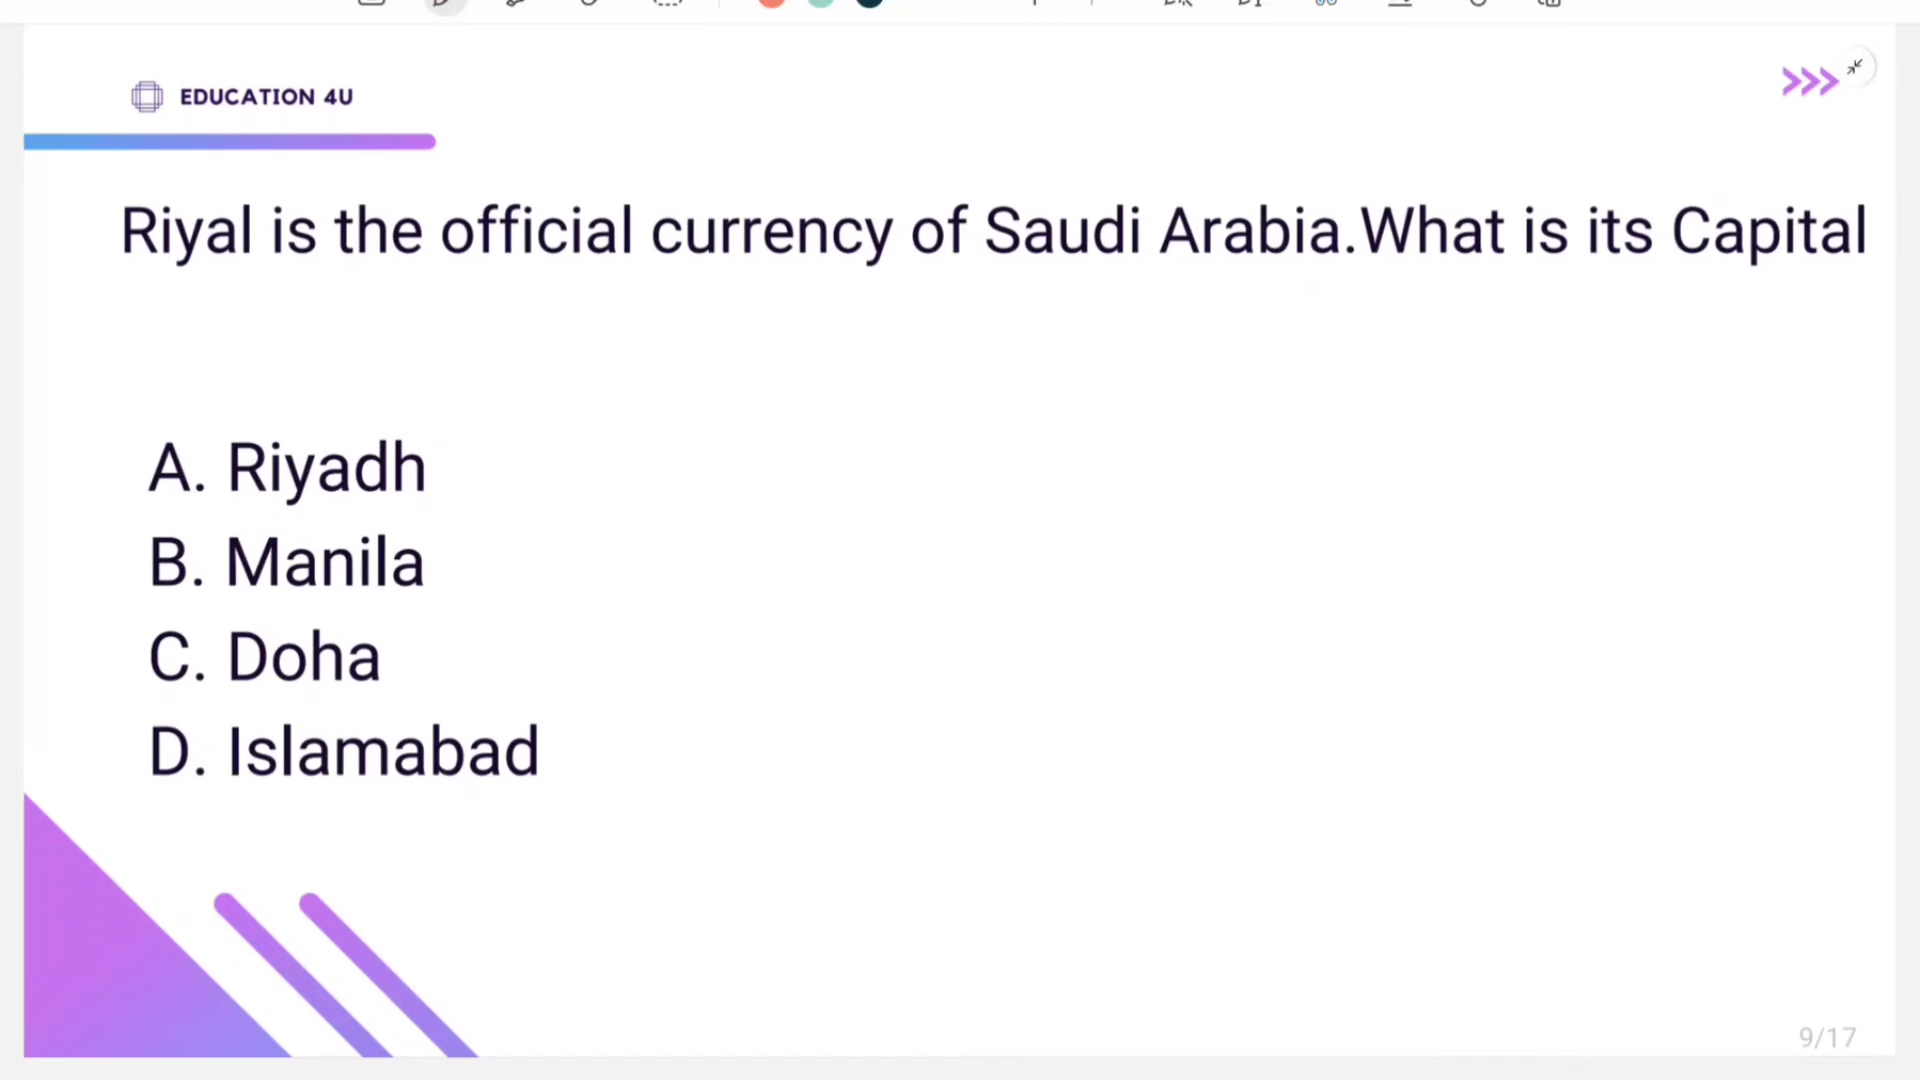 EDUCATION 4U
Riyal is the official currency of Saudi Arabia.What is its Capital
A. Riyadh
B. Manila
C. Doha
D. Islamabad
9/17